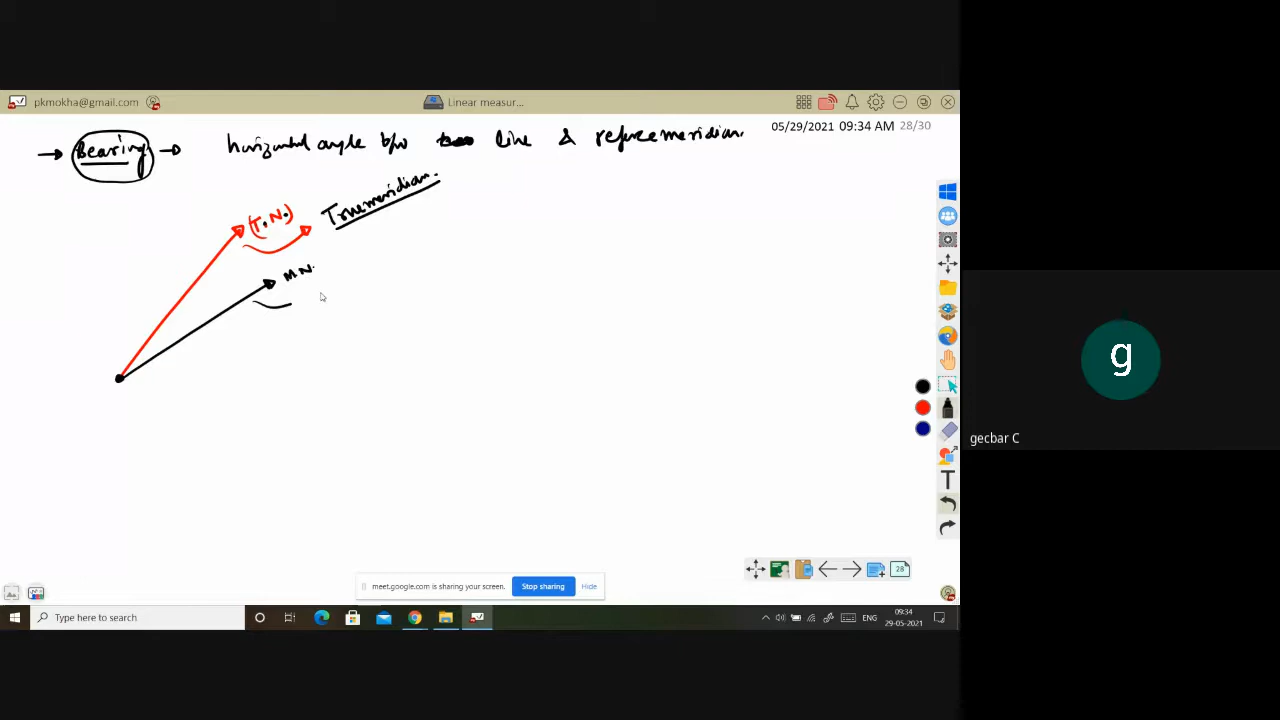 pkmokha@gmail.com
Linear measur...
05/29/2021 09:34 AM 28/30
Bearing
horizontal angle b/w line & refrence meridian.
(T.N.)
True meridian.
M.N.
g
gecbar C
T
28
meet.google.com is sharing your screen.
Stop sharing
Hide
Type here to search
ENG
09:34
29-05-2021